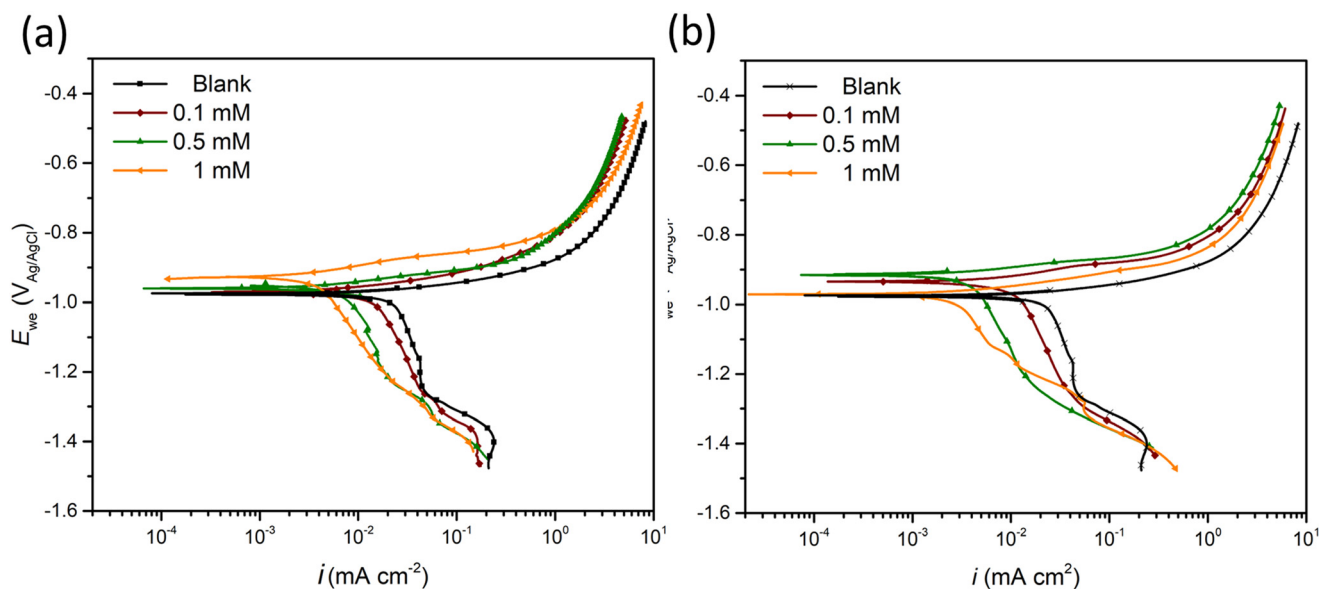 (a)
Blank
0.1 mM
0.5 mM
1 mM
-0.4
-0.6
-0.8
-1.0
-1.2
-1.4
-1.6
E_we (V_Ag/AgCl)
10⁻⁴
10⁻³
10⁻²
10⁻¹
10⁰
10¹
i (mA cm⁻²)
(b)
Blank
0.1 mM
0.5 mM
1 mM
-0.4
-0.6
-0.8
-1.0
-1.2
-1.4
-1.6
10⁻⁴
10⁻³
10⁻²
10⁻¹
10⁰
10¹
i (mA cm²)